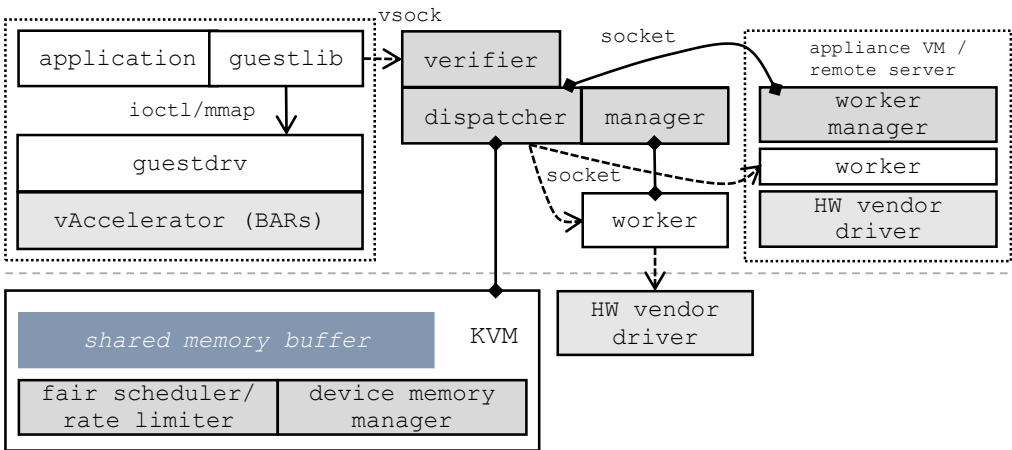 vsock
application
guestlib
ioctl/mmap
guestdrv
vAccelerator (BARs)
verifier
dispatcher
manager
socket
socket
worker
appliance VM /
remote server
worker
manager
worker
HW vendor
driver
HW vendor
driver
KVM
shared memory buffer
fair scheduler/
rate limiter
device memory
manager